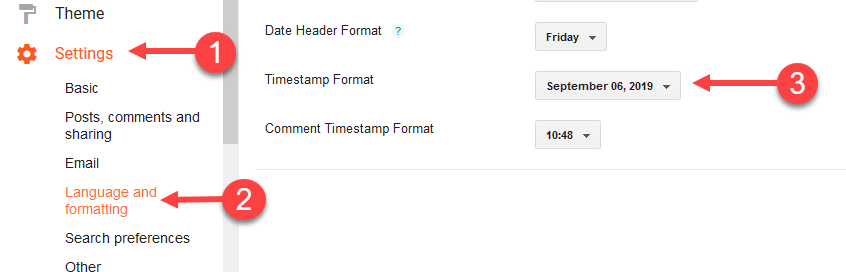 Theme
Settings
1
Basic
Posts, comments and
sharing
Email
Language and
formatting
2
Search preferences
Other
Date Header Format ?
Friday
Timestamp Format
September 06, 2019
3
Comment Timestamp Format
10:48